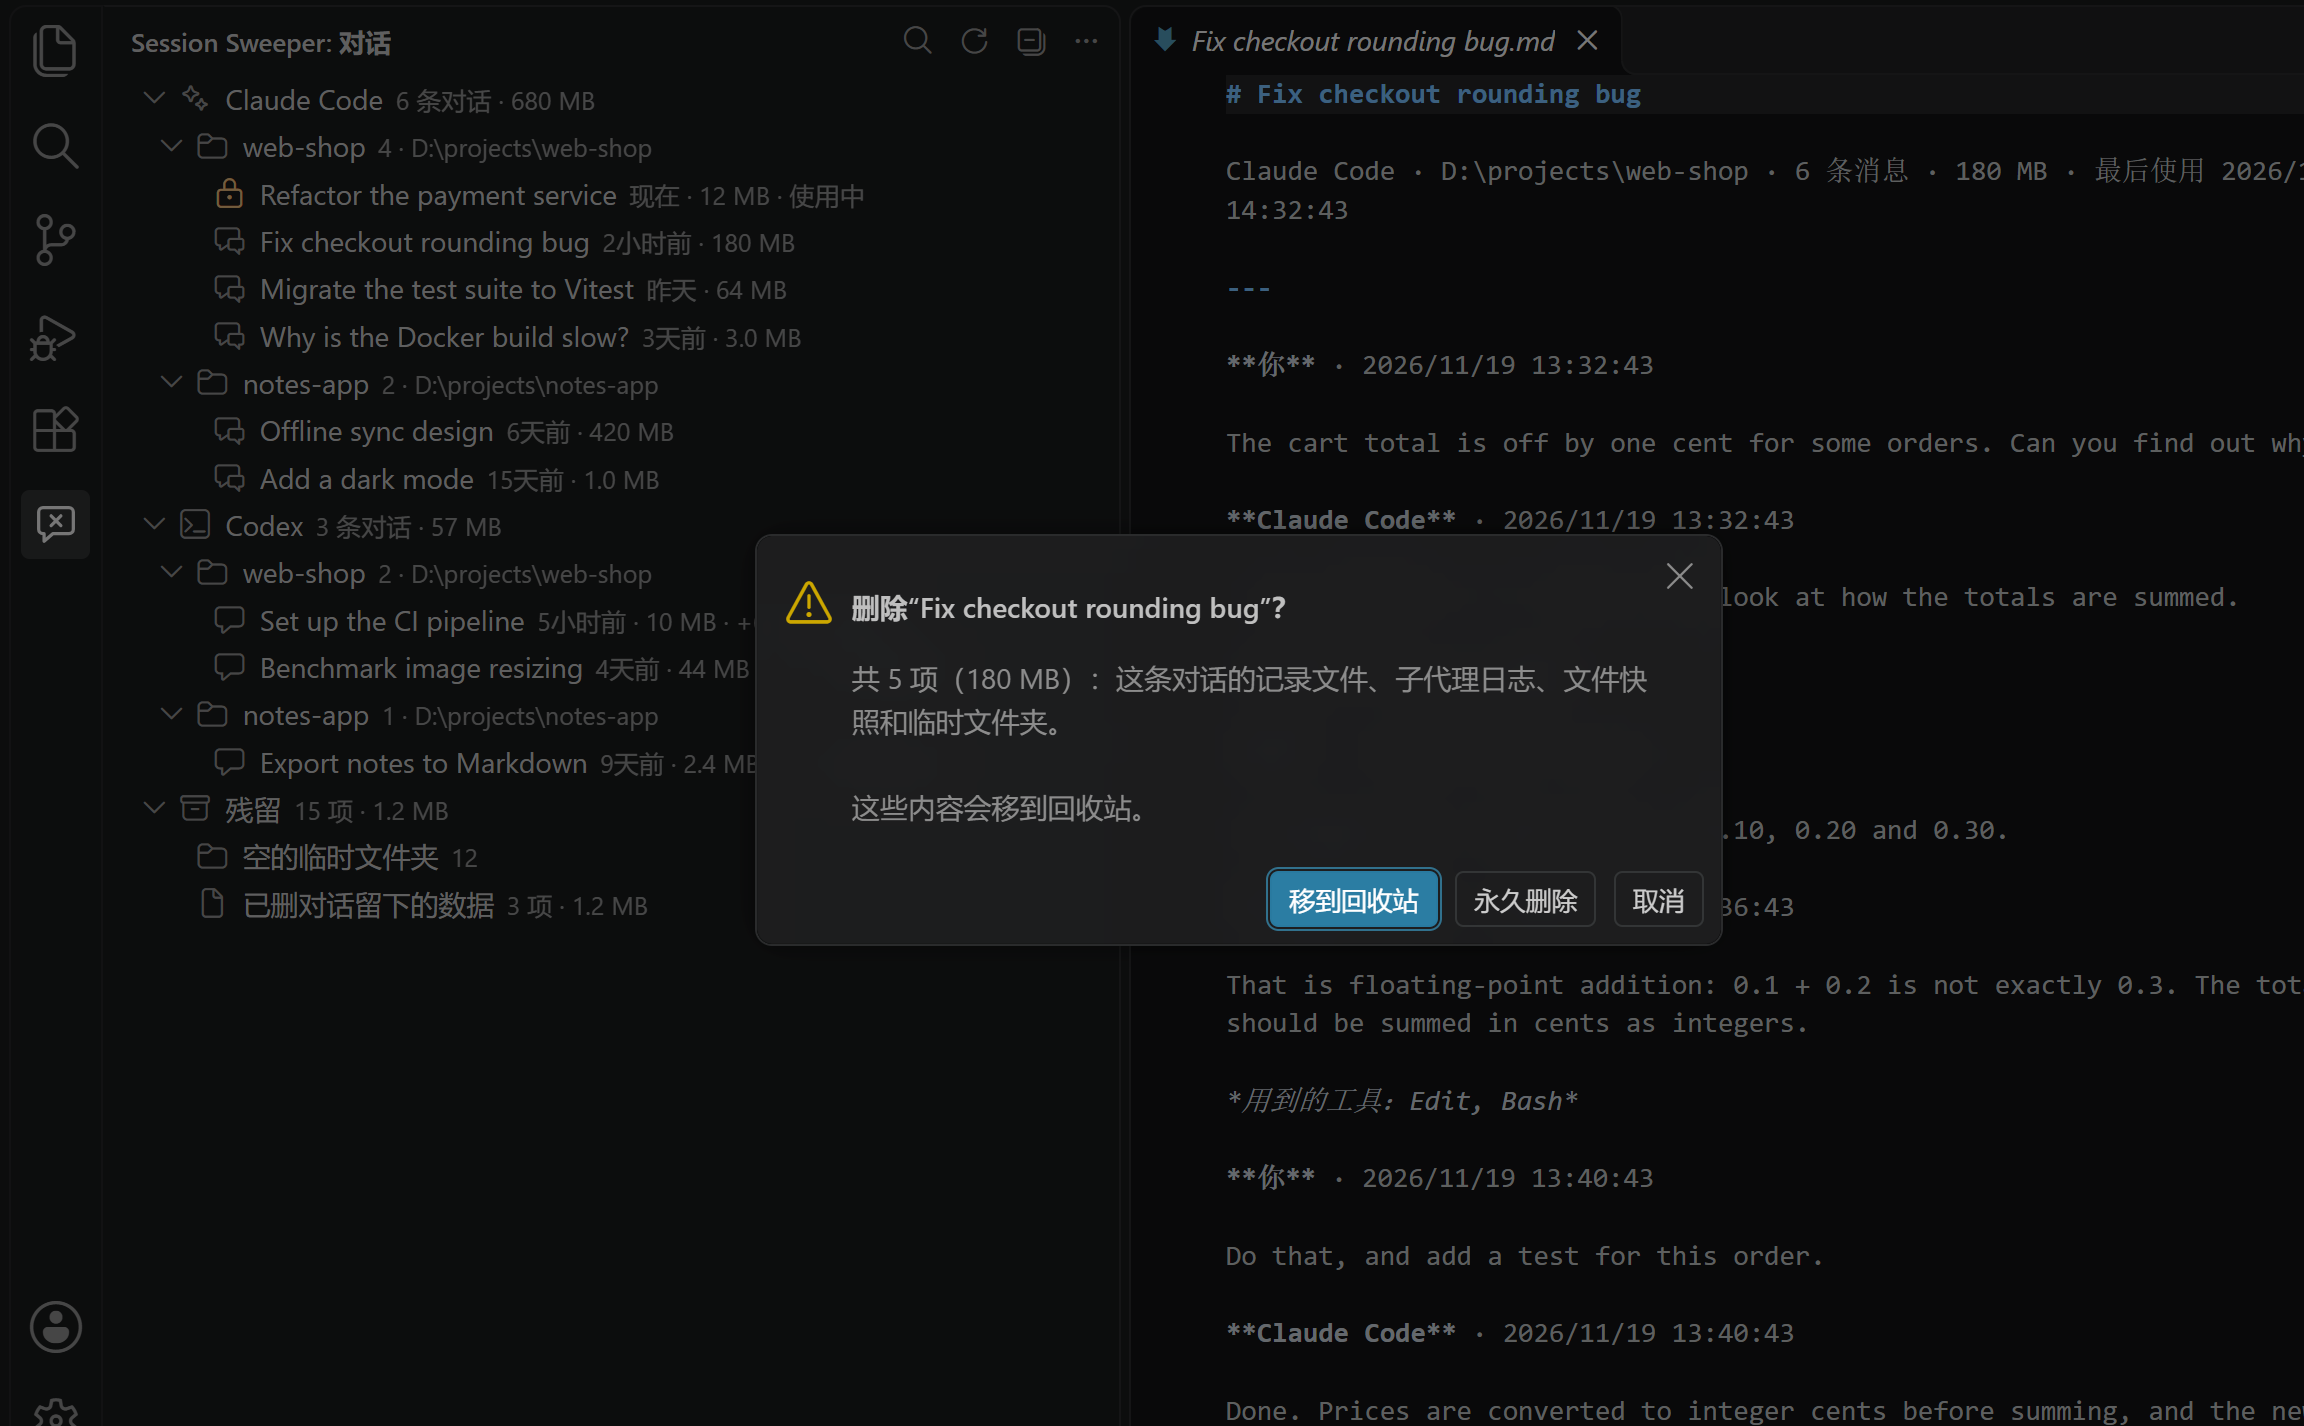 Session Sweeper: 对话
Claude Code 6 条对话 · 680 MB
web-shop 4 · D:\projects\web-shop
Refactor the payment service 现在 · 12 MB · 使用中
Fix checkout rounding bug 2小时前 · 180 MB
Migrate the test suite to Vitest 昨天 · 64 MB
Why is the Docker build slow? 3天前 · 3.0 MB
notes-app 2 · D:\projects\notes-app
Offline sync design 6天前 · 420 MB
Add a dark mode 15天前 · 1.0 MB
Codex 3 条对话 · 57 MB
web-shop 2 · D:\projects\web-shop
Set up the CI pipeline 5小时前 · 10 MB · +
Benchmark image resizing 4天前 · 44 MB
notes-app 1 · D:\projects\notes-app
Export notes to Markdown 9天前 · 2.4 MB
残留 15 项 · 1.2 MB
空的临时文件夹 12
已删对话留下的数据 3 项 · 1.2 MB
Fix checkout rounding bug.md
# Fix checkout rounding bug
Claude Code · D:\projects\web-shop · 6 条消息 · 180 MB · 最后使用 2026/1
14:32:43
---
**你** · 2026/11/19 13:32:43
The cart total is off by one cent for some orders. Can you find out why
**Claude Code** · 2026/11/19 13:32:43
look at how the totals are summed.
.10, 0.20 and 0.30.
36:43
That is floating-point addition: 0.1 + 0.2 is not exactly 0.3. The tot
should be summed in cents as integers.
*用到的工具: Edit, Bash*
**你** · 2026/11/19 13:40:43
Do that, and add a test for this order.
**Claude Code** · 2026/11/19 13:40:43
Done. Prices are converted to integer cents before summing, and the ne
删除“Fix checkout rounding bug”?
共 5 项（180 MB）：这条对话的记录文件、子代理日志、文件快
照和临时文件夹。
这些内容会移到回收站。
移到回收站 永久删除 取消